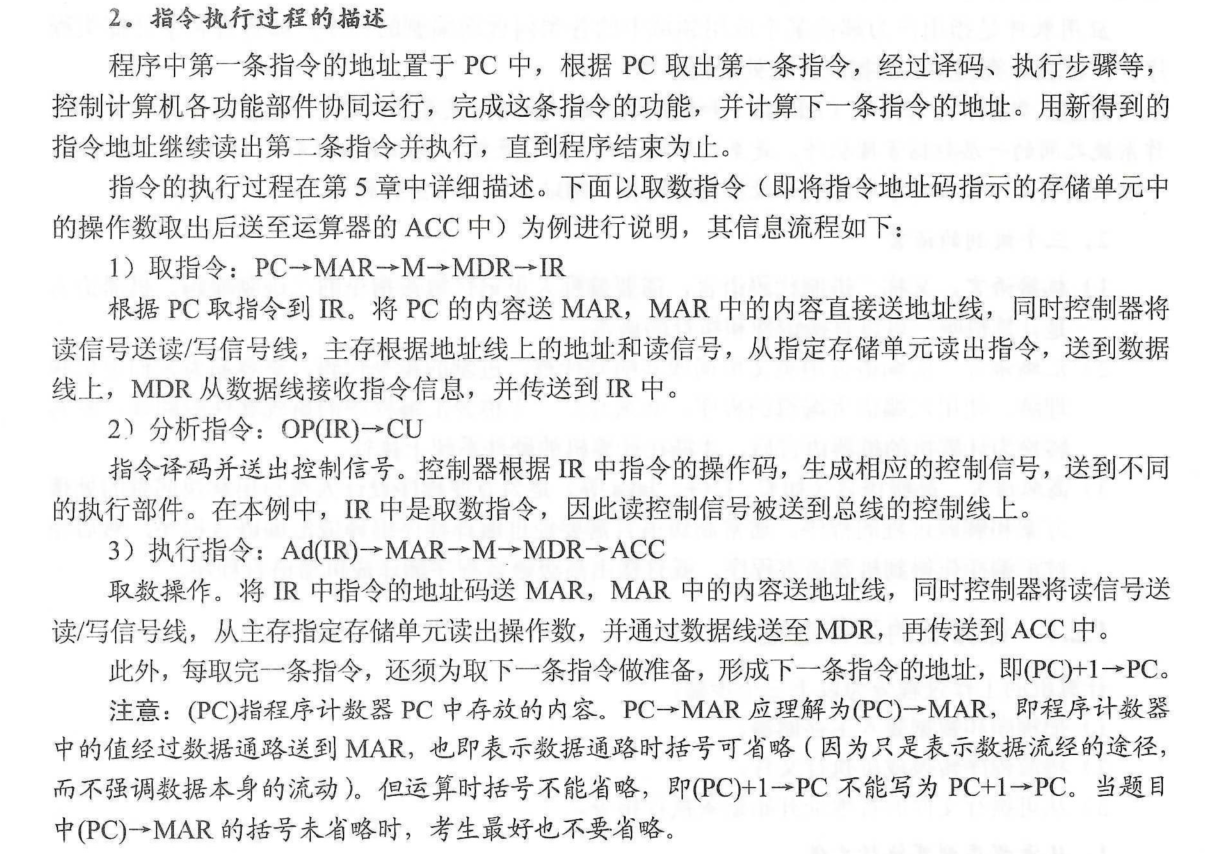 2。指令执行过程的描述
程序中第一条指令的地址置于 PC 中，根据 PC 取出第一条指令，经过译码、执行步骤等，
控制计算机各功能部件协同运行，完成这条指令的功能，并计算下一条指令的地址。用新得到的
指令地址继续读出第二条指令并执行，直到程序结束为止。
指令的执行过程在第 5 章中详细描述。下面以取数指令（即将指令地址码指示的存储单元中
的操作数取出后送至运算器的 ACC 中）为例进行说明，其信息流程如下：
1）取指令：PC→MAR→M→MDR→IR
根据 PC 取指令到 IR。将 PC 的内容送 MAR，MAR 中的内容直接送地址线，同时控制器将
读信号送读/写信号线，主存根据地址线上的地址和读信号，从指定存储单元读出指令，送到数据
线上，MDR 从数据线接收指令信息，并传送到 IR 中。
2）分析指令：OP(IR)→CU
指令译码并送出控制信号。控制器根据 IR 中指令的操作码，生成相应的控制信号，送到不同
的执行部件。在本例中，IR 中是取数指令，因此读控制信号被送到总线的控制线上。
3）执行指令：Ad(IR)→MAR→M→MDR→ACC
取数操作。将 IR 中指令的地址码送 MAR，MAR 中的内容送地址线，同时控制器将读信号送
读/写信号线，从主存指定存储单元读出操作数，并通过数据线送至 MDR，再传送到 ACC 中。
此外，每取完一条指令，还须为取下一条指令做准备，形成下一条指令的地址，即(PC)+1→PC。
注意：(PC)指程序计数器 PC 中存放的内容。PC→MAR 应理解为(PC)→MAR，即程序计数器
中的值经过数据通路送到 MAR，也即表示数据通路时括号可省略（因为只是表示数据流经的途径，
而不强调数据本身的流动）。但运算时括号不能省略，即(PC)+1→PC 不能写为 PC+1→PC。当题目
中(PC)→MAR 的括号未省略时，考生最好也不要省略。